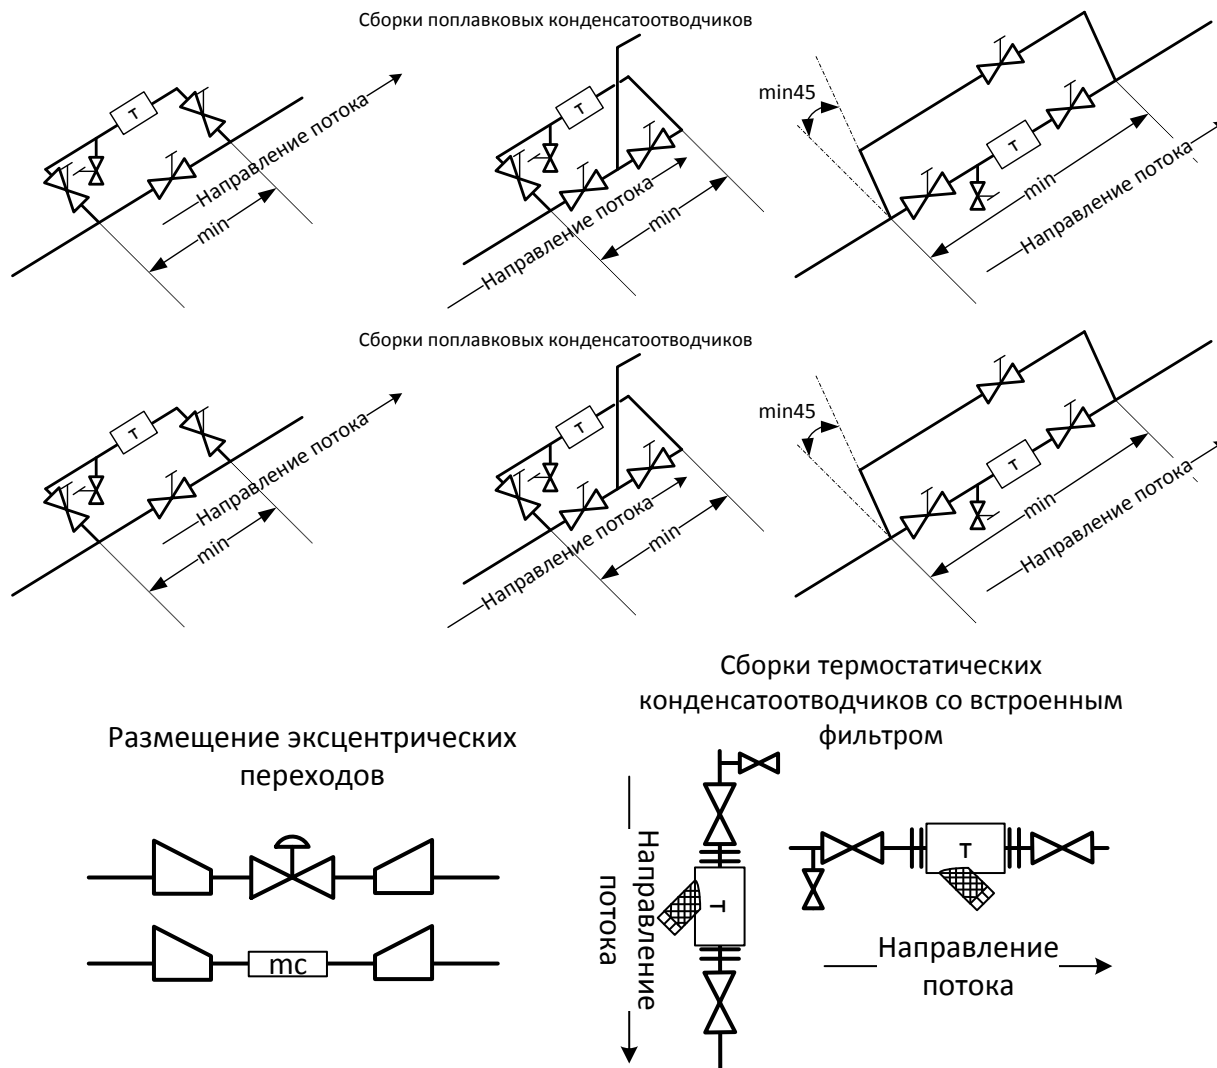 Сборки поплавковых конденсатоотводчиков
T
Направление потока
min
T
Направление потока
min
min45
T
min
Направление потока
Сборки поплавковых конденсатоотводчиков
T
Направление потока
min
T
Направление потока
min
min45
T
min
Направление потока
Размещение эксцентрических
переходов
mc
Сборки термостатических
конденсатоотводчиков со встроенным
фильтром
Направление
потока
T
T
Направление
потока